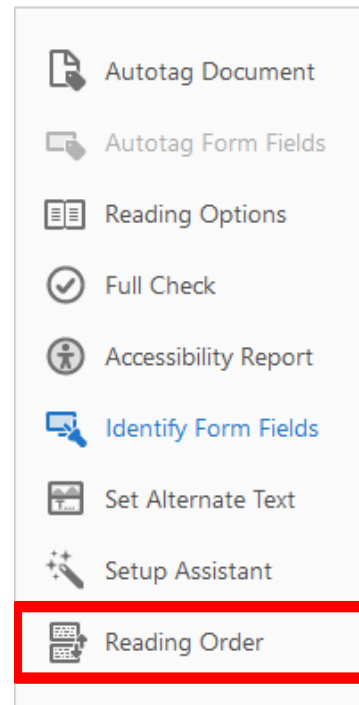 Autotag Document
Autotag Form Fields
Reading Options
Full Check
Accessibility Report
Identify Form Fields
Set Alternate Text
Setup Assistant
Reading Order